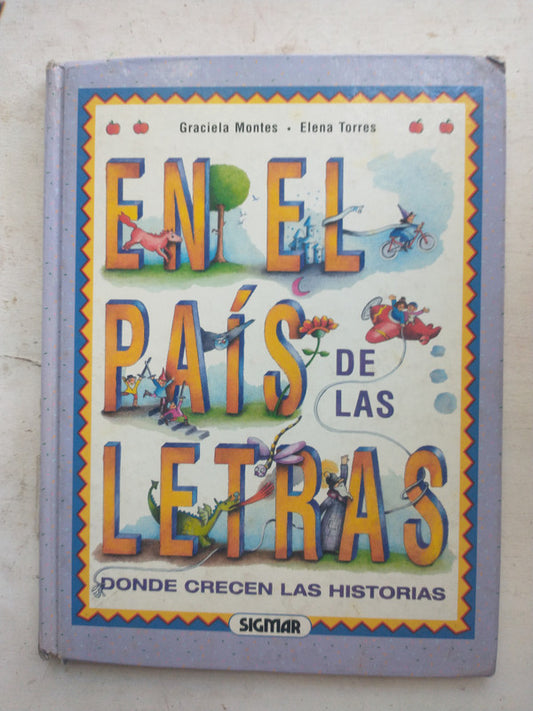 Graciela Montes • Elena Torres
EN EL
PAÍS
DE
LAS
LETRAS
DONDE CRECEN LAS HISTORIAS
SIGMAR